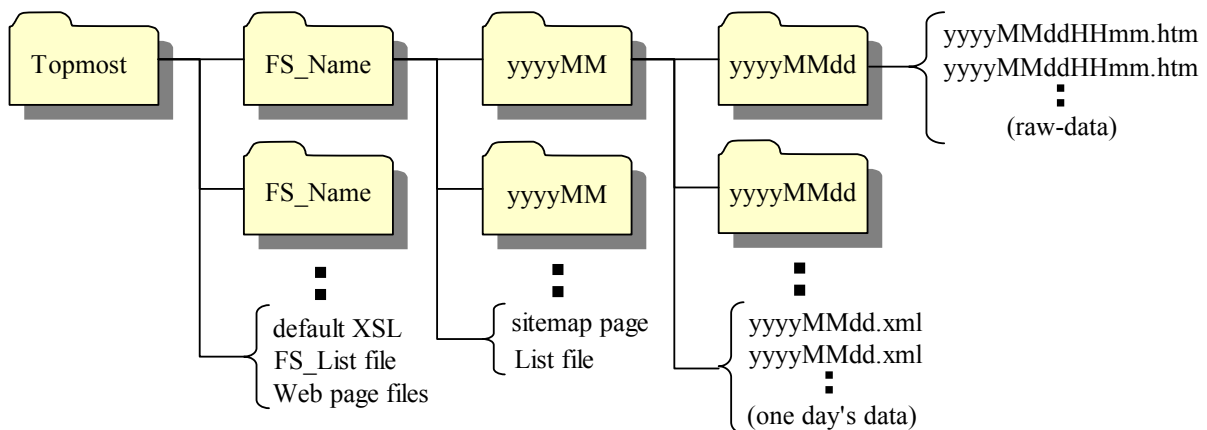 Topmost
FS_Name
yyyyMM
yyyyMMdd
yyyyMMddHHmm.htm
yyyyMMddHHmm.htm
(raw-data)
FS_Name
yyyyMM
yyyyMMdd
default XSL
FS_List file
Web page files
sitemap page
List file
yyyyMMdd.xml
yyyyMMdd.xml
(one day's data)